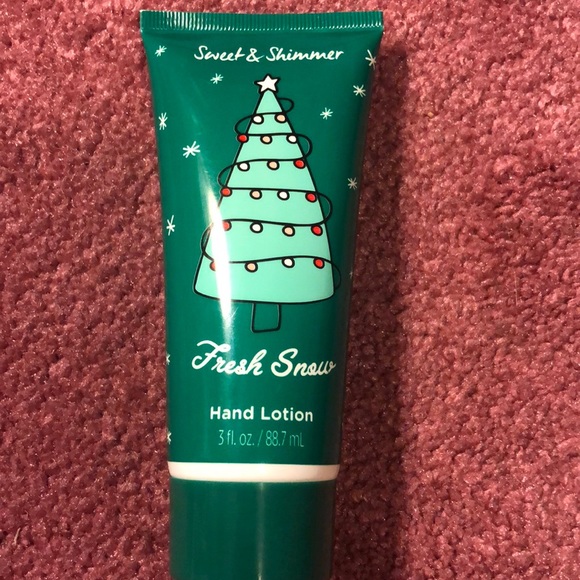 Sweet & Shimmer
Fresh Snow
Hand Lotion
3 fl. oz. / 88.7 mL